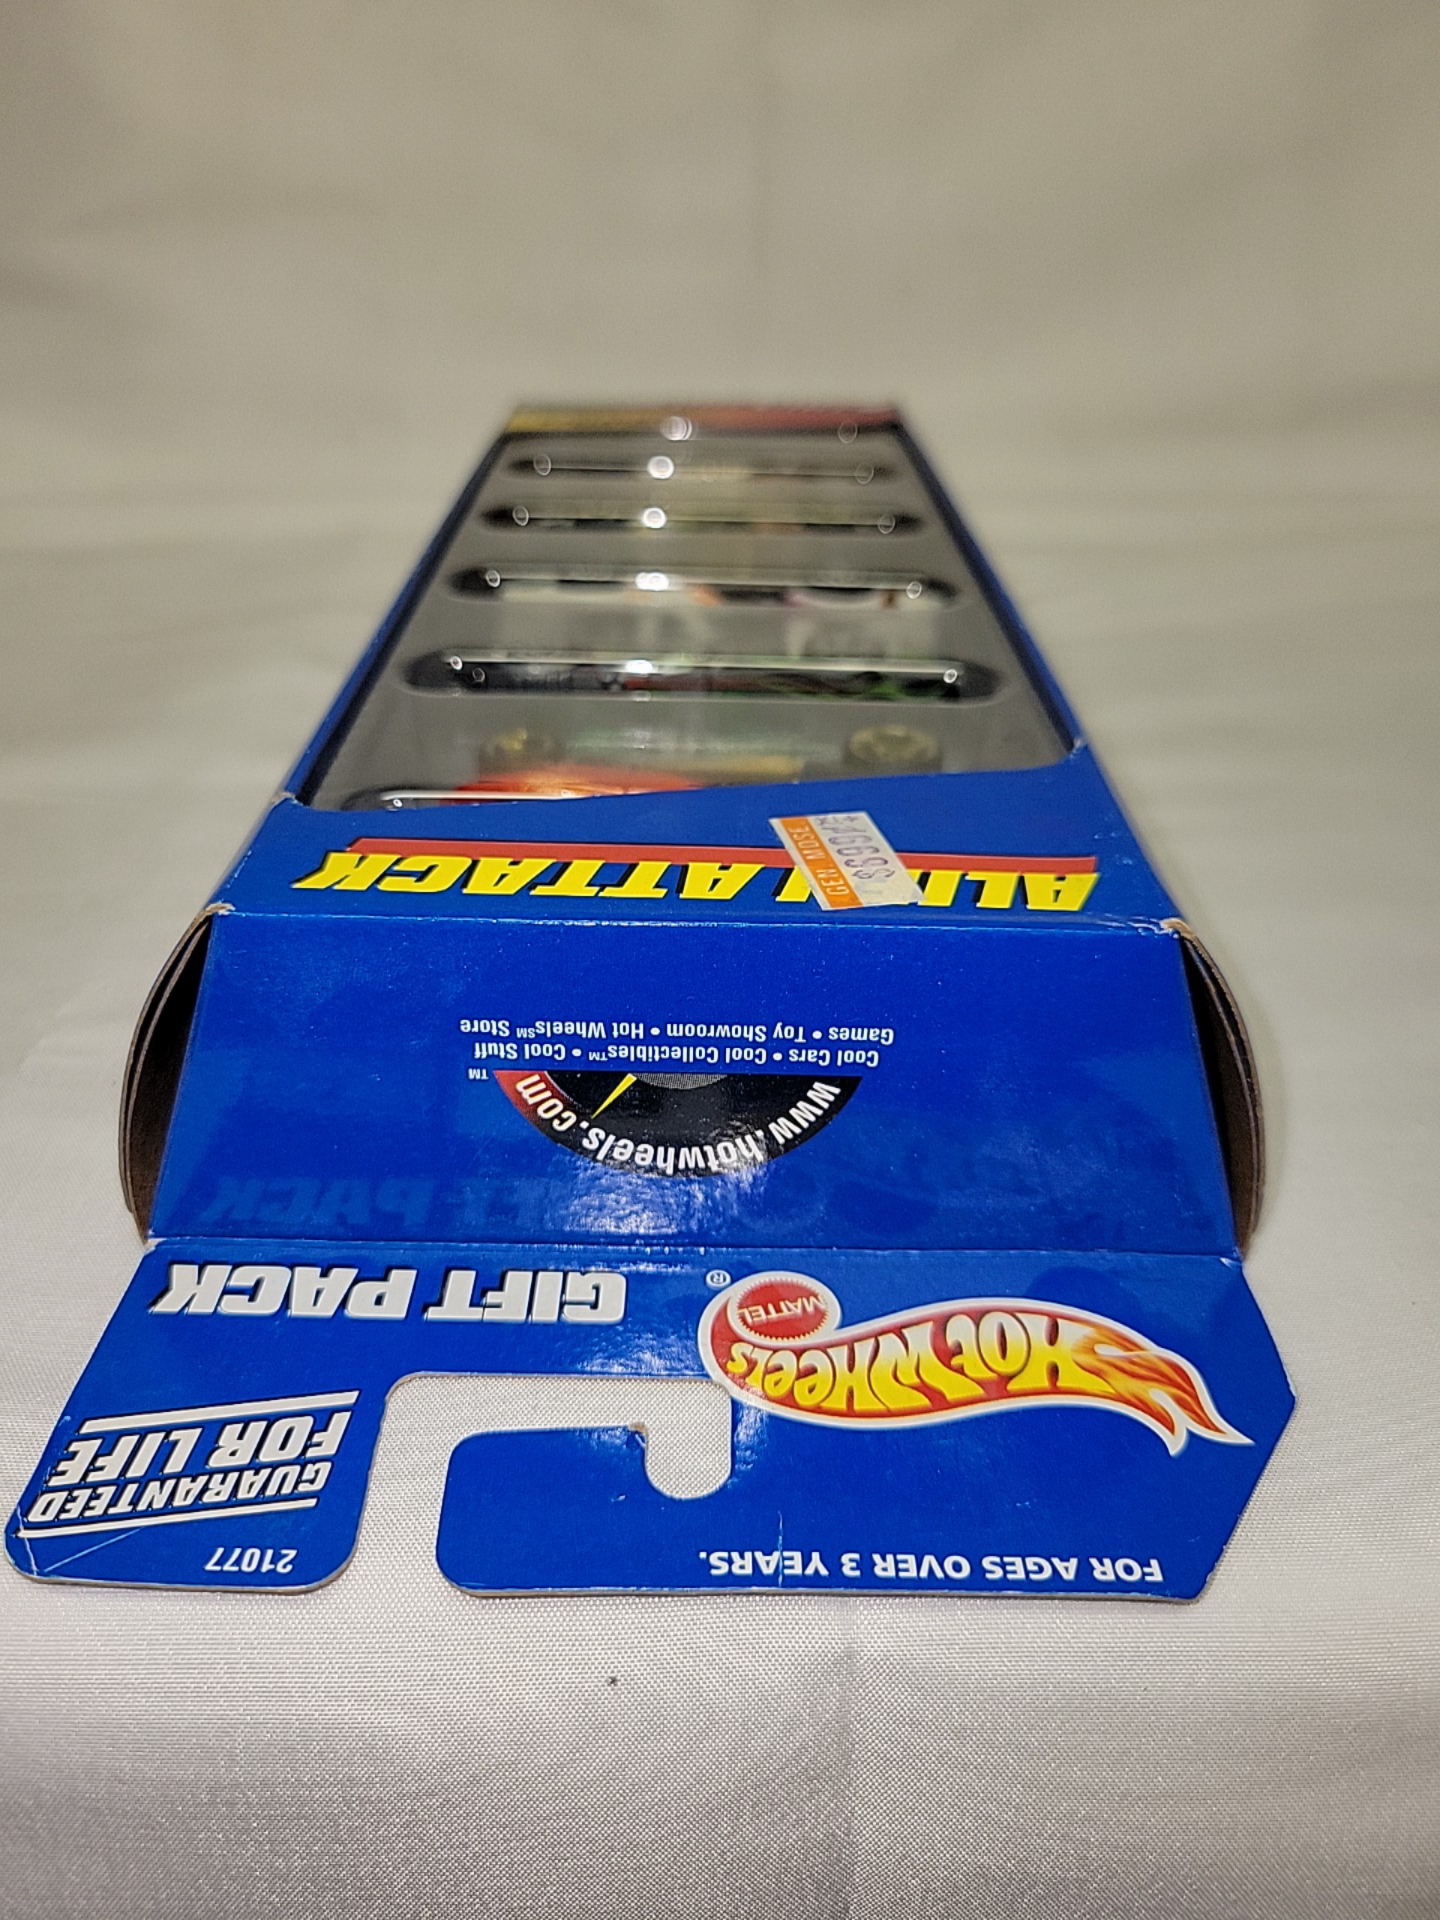 FOR AGES OVER 3 YEARS.
21077
GUARANTEED
FOR LIFE
HOT WHEELS
MATTEL
®
GIFT PACK
www.hotwheels.com
™
Cool Cars • Cool Collectibles™ • Cool Stuff
Games • Toy Showroom • Hot Wheels℠ Store
ATTACK
GEN. MDSE